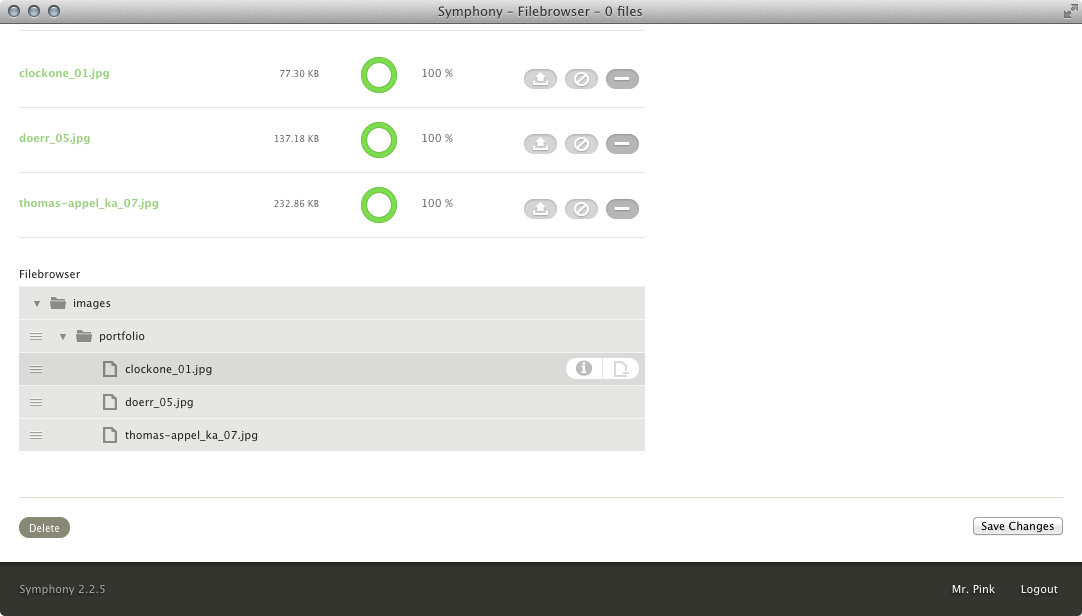 Symphony – Filebrowser – 0 files
clockone_01.jpg 77.30 KB 100 %
doerr_05.jpg 137.18 KB 100 %
thomas-appel_ka_07.jpg 232.86 KB 100 %
Filebrowser
images
portfolio
clockone_01.jpg
doerr_05.jpg
thomas-appel_ka_07.jpg
Delete Save Changes
Symphony 2.2.5 Mr. Pink Logout